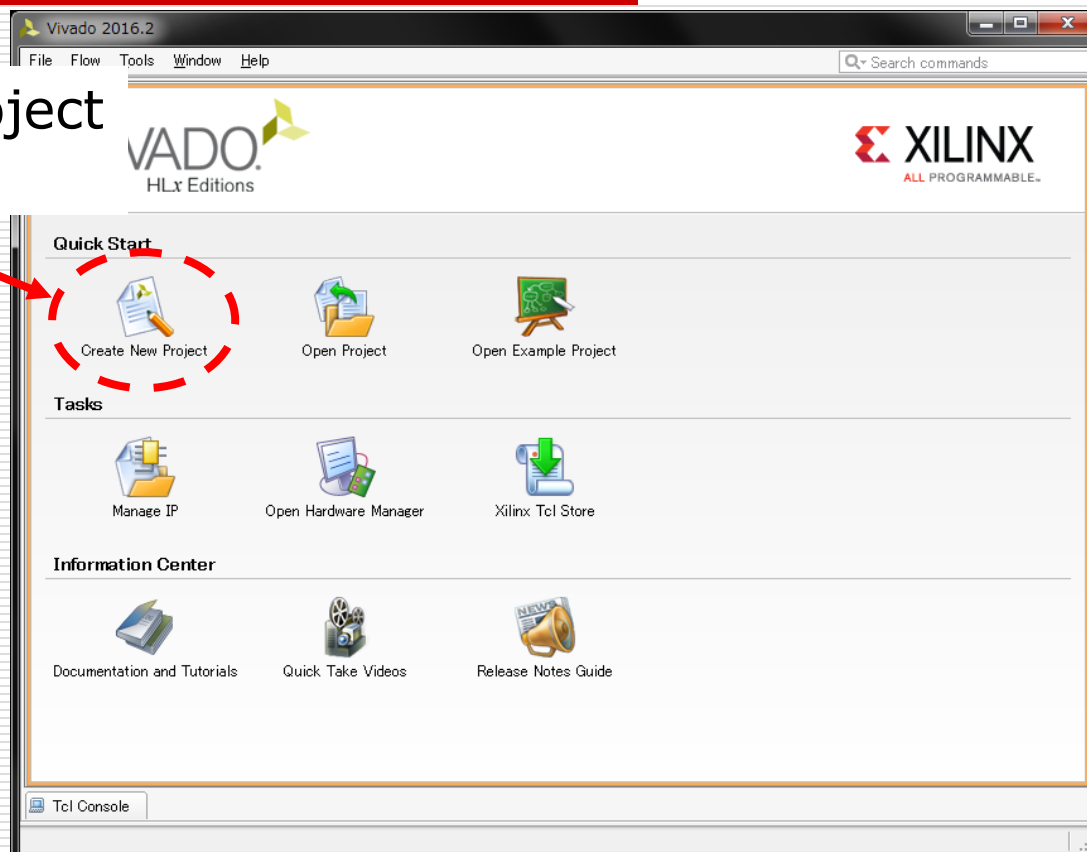 Vivado 2016.2
File Flow Tools Window Help
Search commands
oject
VADO.
HLx Editions
XILINX
ALL PROGRAMMABLE™
Quick Start
Create New Project
Open Project
Open Example Project
Tasks
Manage IP
Open Hardware Manager
Xilinx Tcl Store
Information Center
NEWS
Documentation and Tutorials
Quick Take Videos
Release Notes Guide
Tcl Console